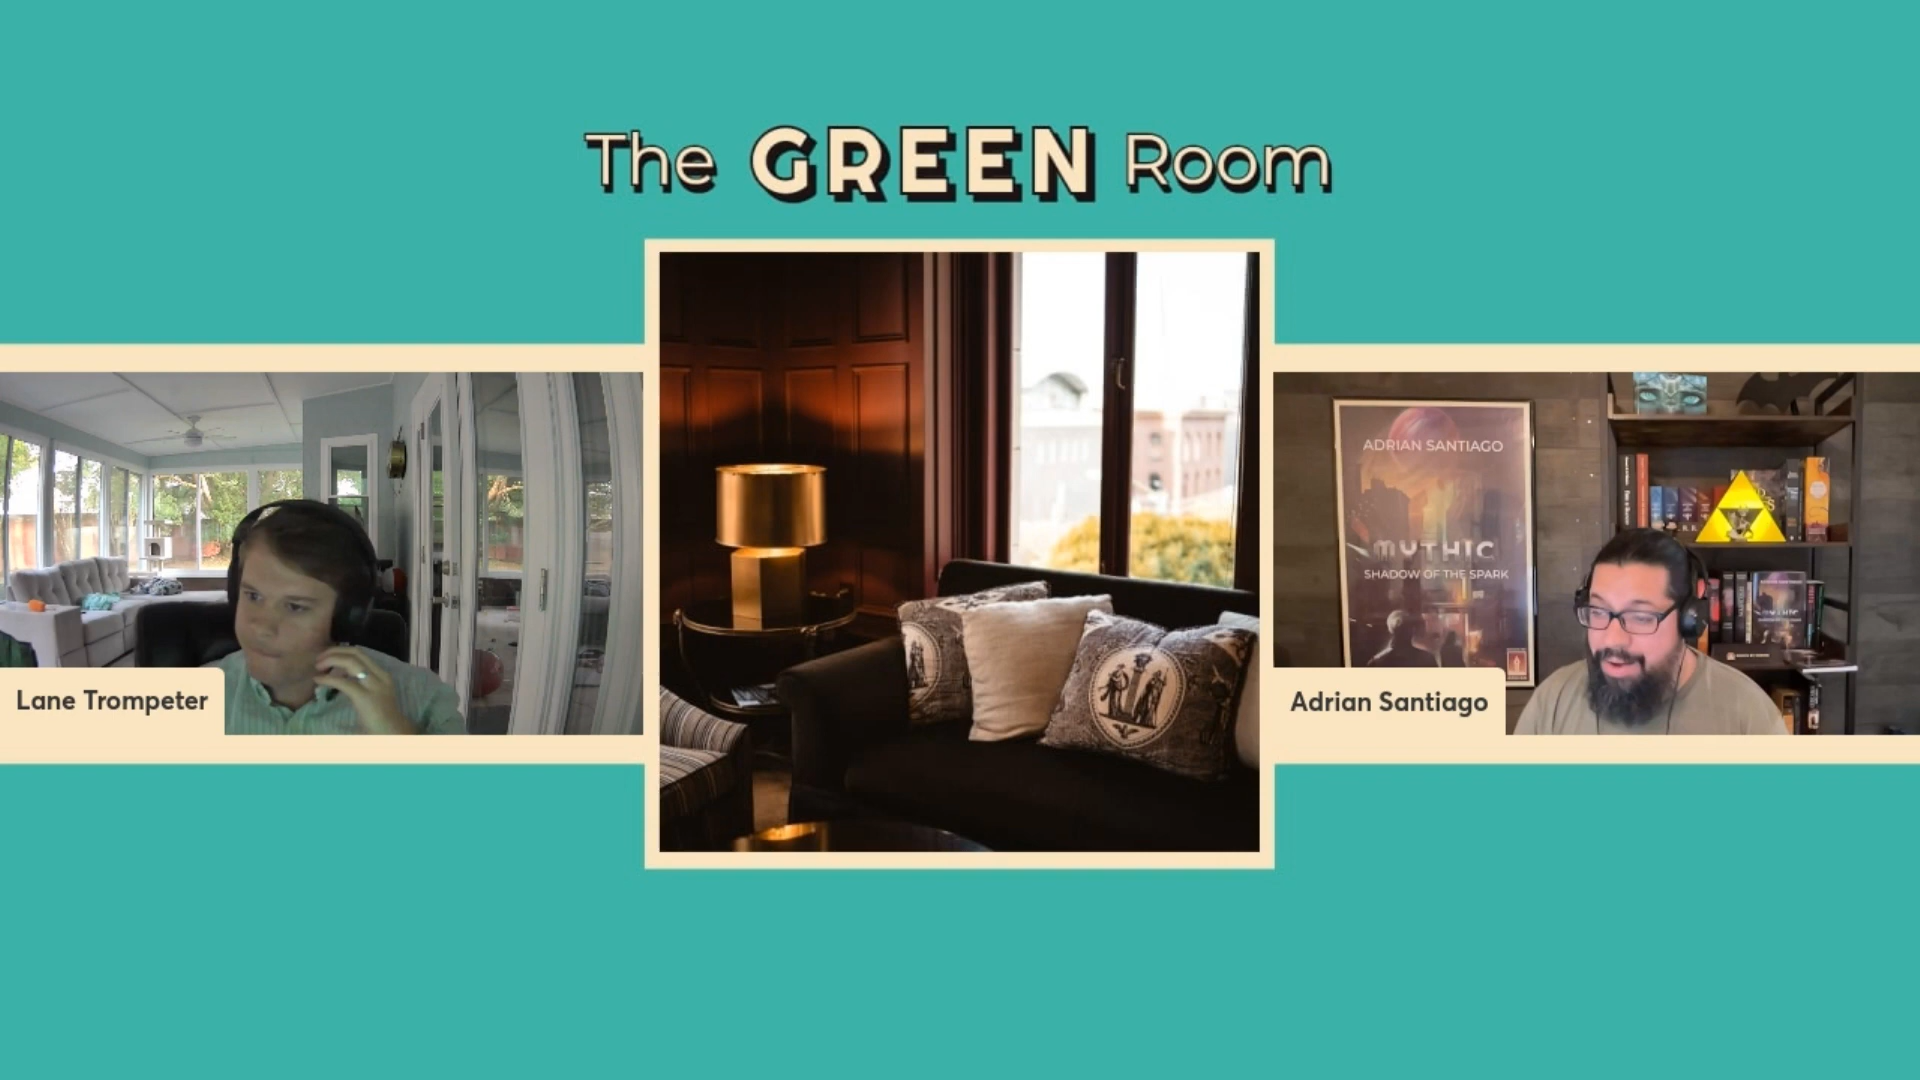 The GREEN Room
Lane Trompeter
ADRIAN SANTIAGO
MYTHIC
SHADOW OF THE SPARK
Adrian Santiago